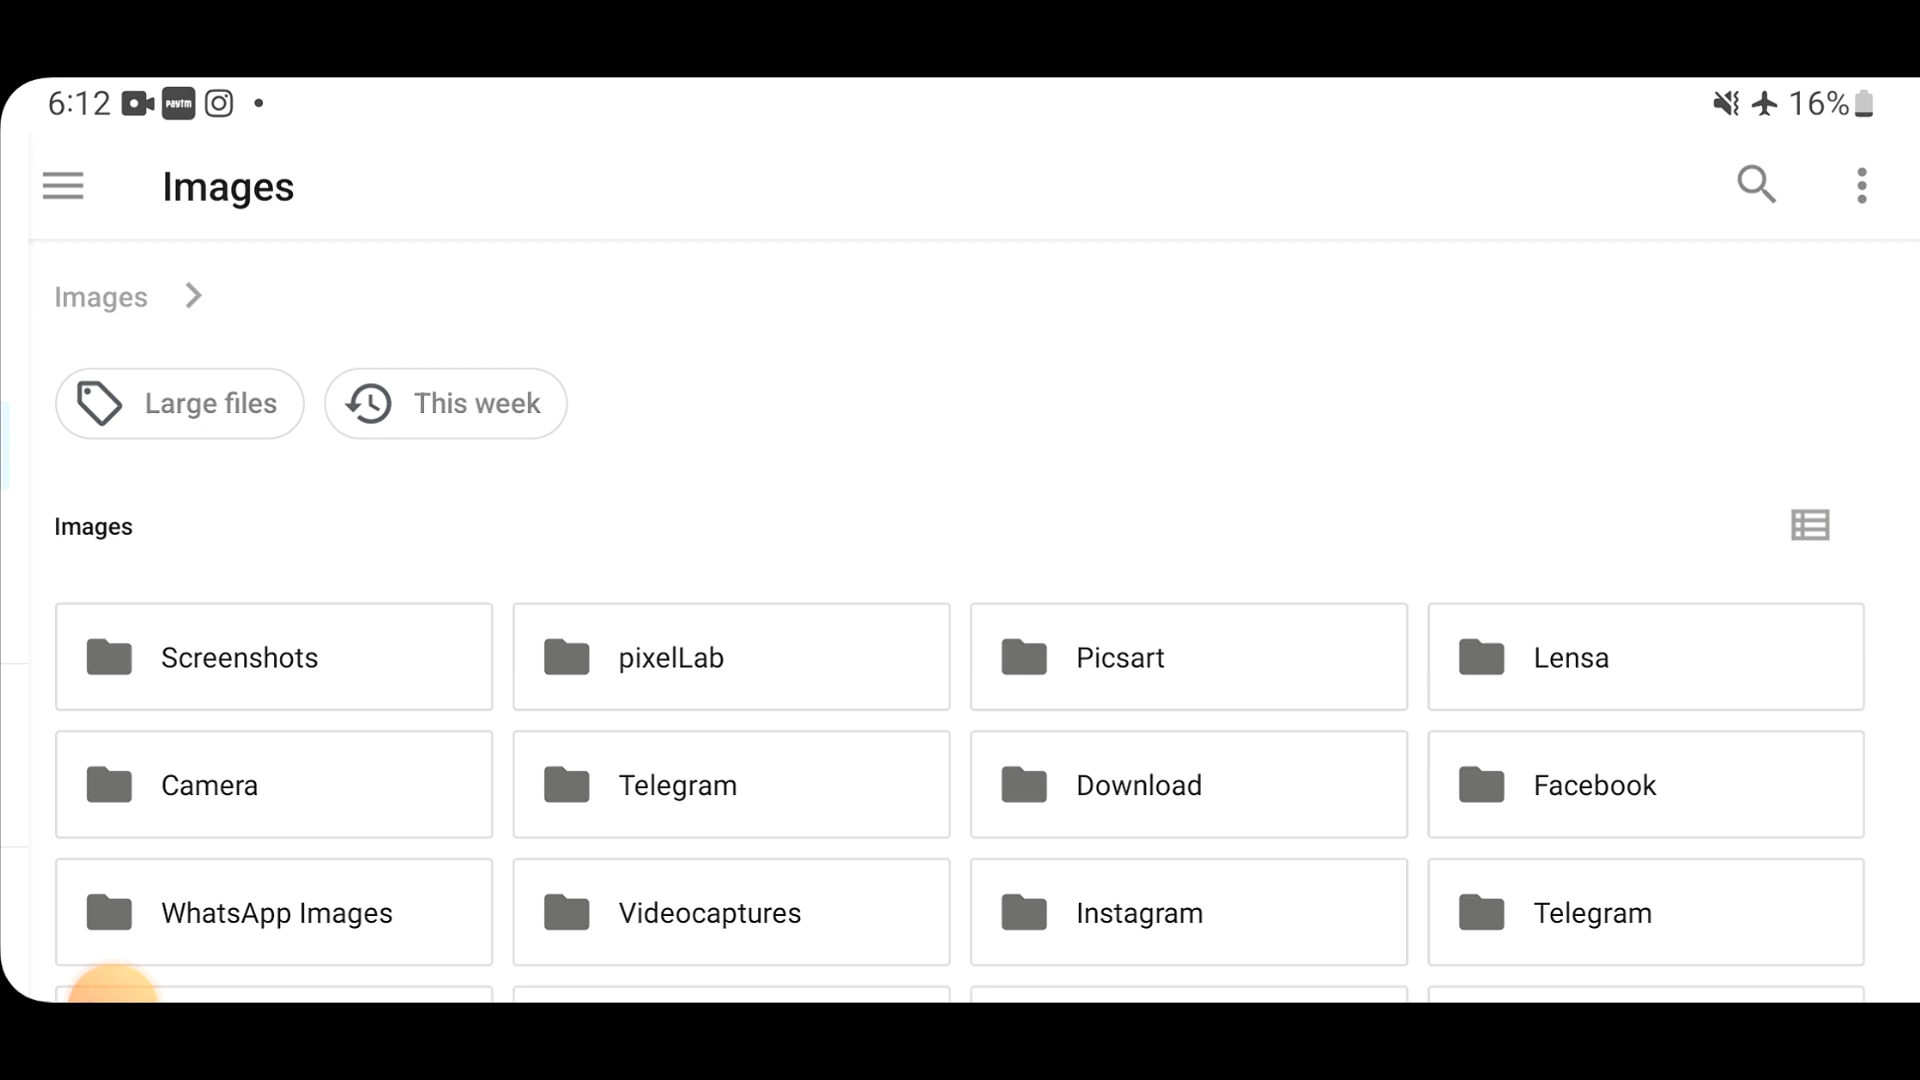 6:12 paytm 16%
Images
Images
Large files This week
Images
Screenshots pixelLab Picsart Lensa
Camera Telegram Download Facebook
WhatsApp Images Videocaptures Instagram Telegram